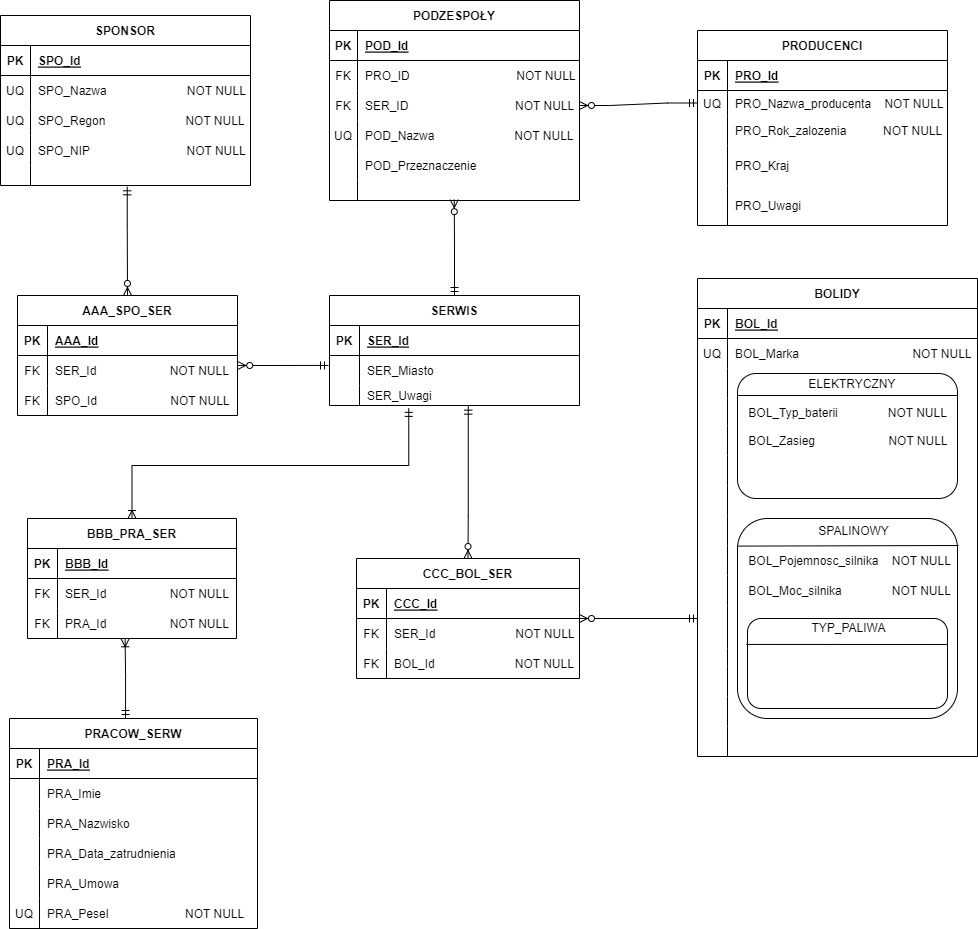 SPONSOR
PK SPO_Id
UQ SPO_Nazwa NOT NULL
UQ SPO_Regon NOT NULL
UQ SPO_NIP NOT NULL
PODZESPOŁY
PK POD_Id
FK PRO_ID NOT NULL
FK SER_ID NOT NULL
UQ POD_Nazwa NOT NULL
POD_Przeznaczenie
PRODUCENCI
PK PRO_Id
UQ PRO_Nazwa_producenta NOT NULL
PRO_Rok_zalozenia NOT NULL
PRO_Kraj
PRO_Uwagi
AAA_SPO_SER
PK AAA_Id
FK SER_Id NOT NULL
FK SPO_Id NOT NULL
SERWIS
PK SER_Id
SER_Miasto
SER_Uwagi
BOLIDY
PK BOL_Id
UQ BOL_Marka NOT NULL
ELEKTRYCZNY
BOL_Typ_baterii NOT NULL
BOL_Zasieg NOT NULL
SPALINOWY
BOL_Pojemnosc_silnika NOT NULL
BOL_Moc_silnika NOT NULL
TYP_PALIWA
BBB_PRA_SER
PK BBB_Id
FK SER_Id NOT NULL
FK PRA_Id NOT NULL
CCC_BOL_SER
PK CCC_Id
FK SER_Id NOT NULL
FK BOL_Id NOT NULL
PRACOW_SERW
PK PRA_Id
PRA_Imie
PRA_Nazwisko
PRA_Data_zatrudnienia
PRA_Umowa
UQ PRA_Pesel NOT NULL